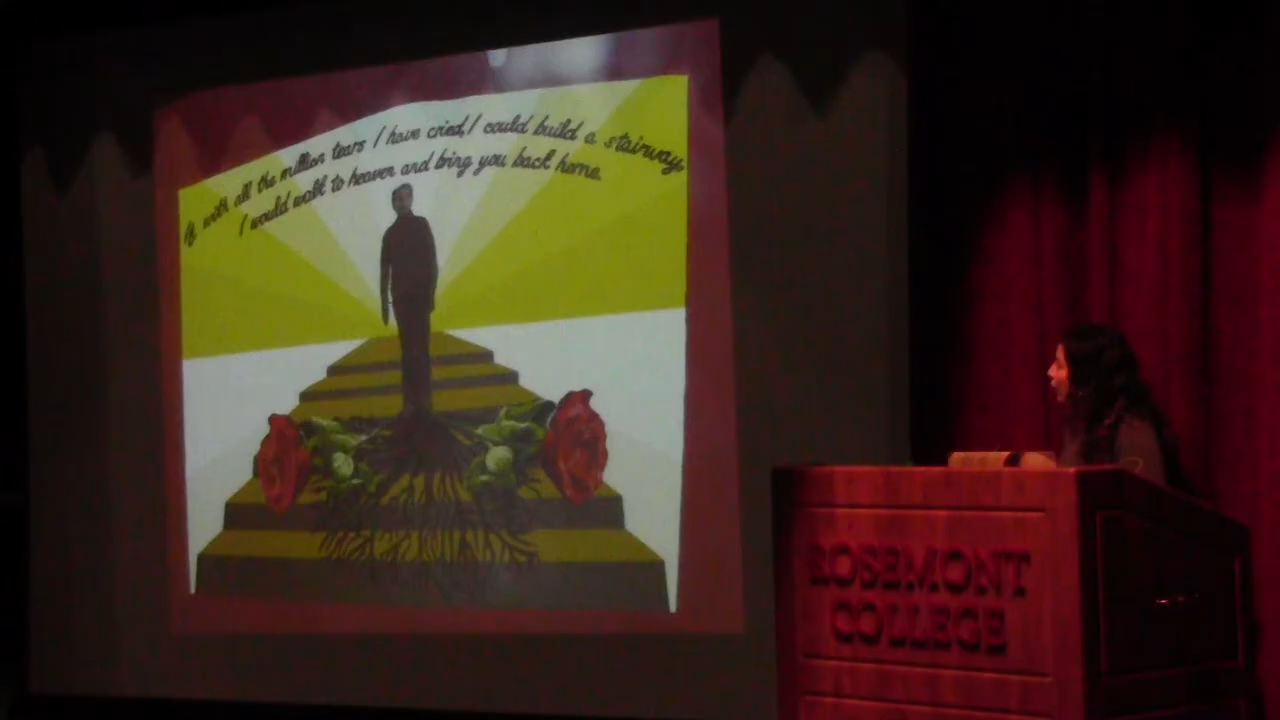 If with all the million tears I have cried, I could build a stairway,
I would walk to heaven and bring you back home.
ROSEMONT
COLLEGE